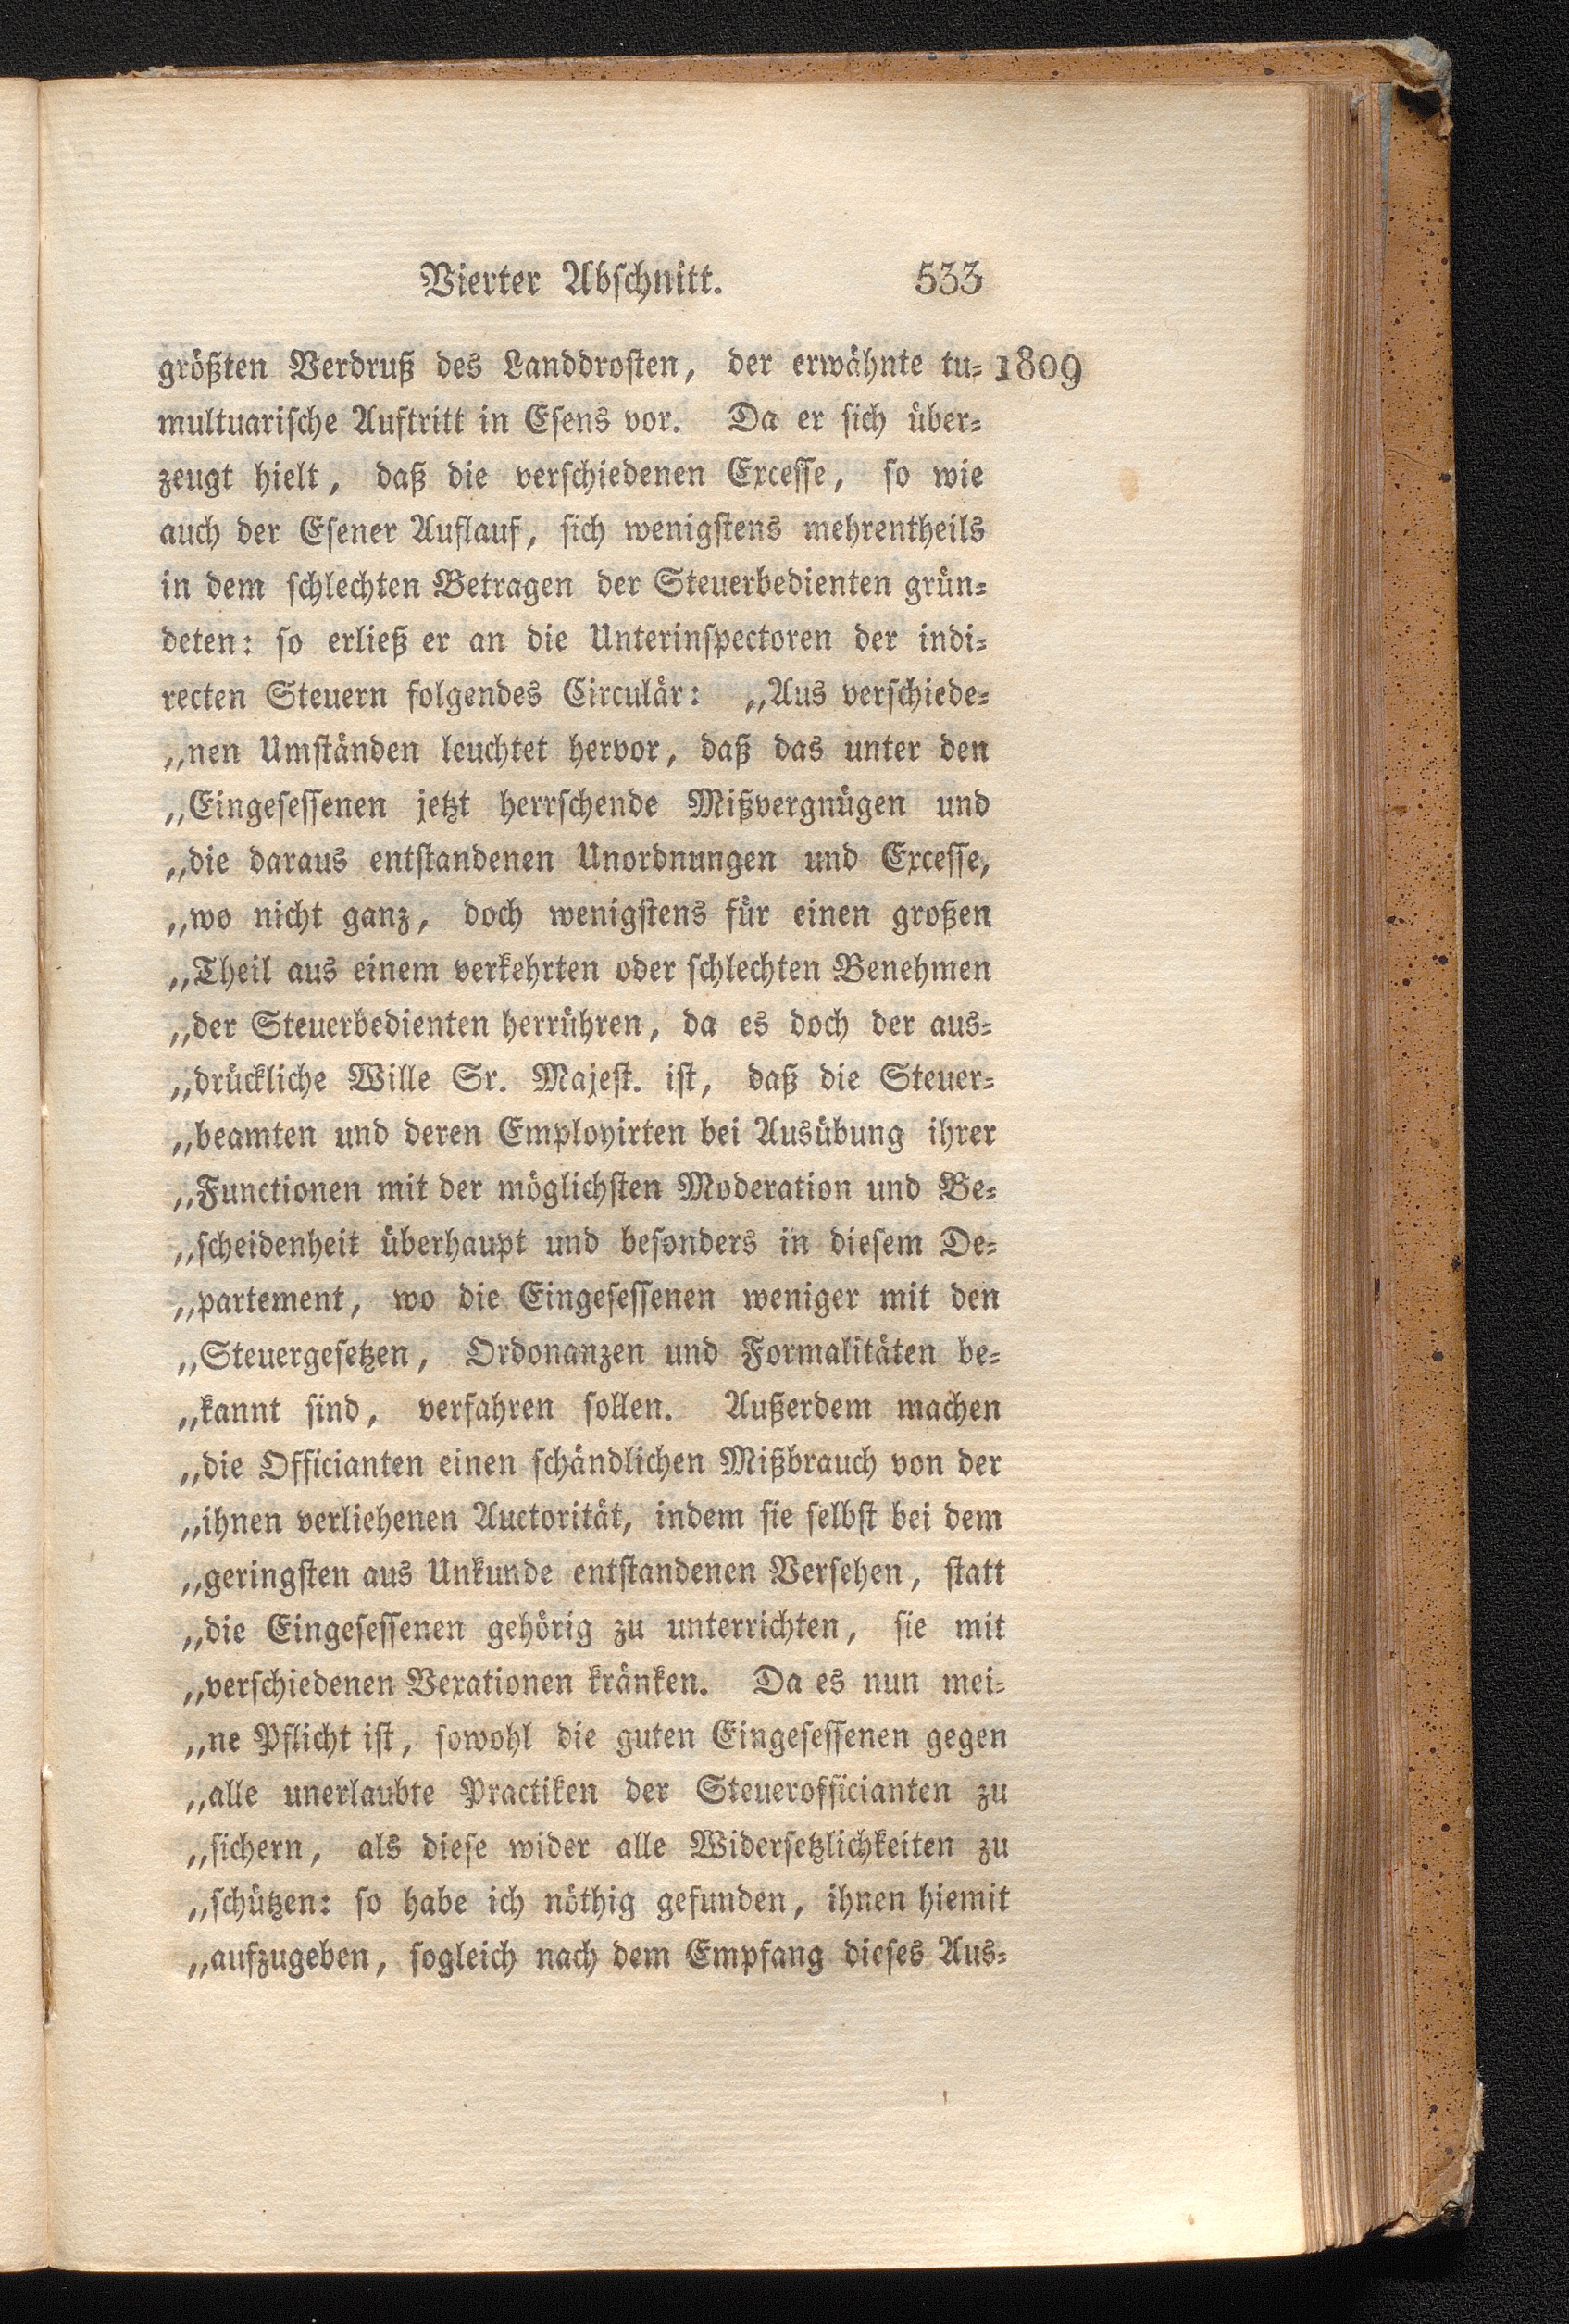 Vierter Abschnitt. 533
größten Verdruß des Landdrosten, der erwähnte tu= 1809
multuarische Auftritt in Esens vor. Da er sich über=
zeugt hielt, daß die verschiedenen Excesse, so wie
auch der Esener Auflauf, sich wenigstens mehrentheils
in dem schlechten Betragen der Steuerbedienten grün=
deten: so erließ er an die Unterinspectoren der indi=
recten Steuern folgendes Circulär: „Aus verschiede=
„nen Umständen leuchtet hervor, daß das unter den
„Eingesessenen jetzt herrschende Mißvergnügen und
„die daraus entstandenen Unordnungen und Excesse,
„wo nicht ganz, doch wenigstens für einen großen
„Theil aus einem verkehrten oder schlechten Benehmen
„der Steuerbedienten herrühren, da es doch der aus=
„drückliche Wille Sr. Majest. ist, daß die Steuer=
„beamten und deren Employirten bei Ausübung ihrer
„Functionen mit der möglichsten Moderation und Be=
„scheidenheit überhaupt und besonders in diesem De=
„partement, wo die Eingesessenen weniger mit den
„Steuergesetzen, Ordonanzen und Formalitäten be=
„kannt sind, verfahren sollen. Außerdem machen
„die Officianten einen schändlichen Mißbrauch von der
„ihnen verliehenen Auctorität, indem sie selbst bei dem
„geringsten aus Unkunde entstandenen Versehen, statt
„die Eingesessenen gehörig zu unterrichten, sie mit
„verschiedenen Vexationen kränken. Da es nun mei=
„ne Pflicht ist, sowohl die guten Eingesessenen gegen
„alle unerlaubte Practiken der Steuerofficianten zu
„sichern, als diese wider alle Widersetzlichkeiten zu
„schützen: so habe ich nöthig gefunden, ihnen hiemit
„aufzugeben, sogleich nach dem Empfang dieses Aus=